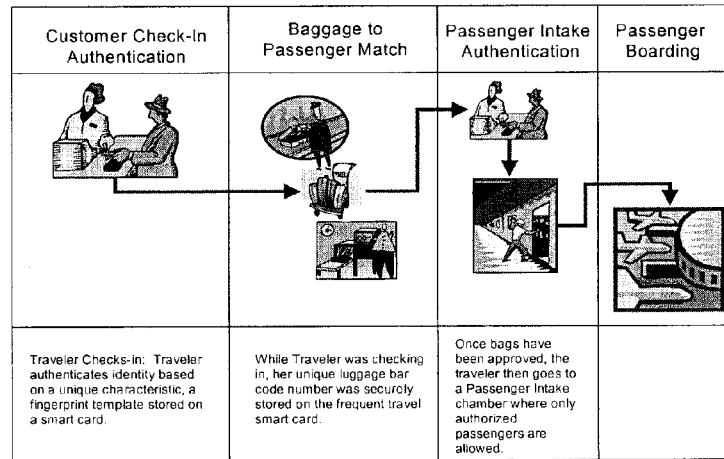 Customer Check-In
Authentication
Baggage to
Passenger Match
Passenger Intake
Authentication
Passenger
Boarding
Traveler Checks-in: Traveler
authenticates identity based
on a unique characteristic, a
fingerprint template stored on
a smart card.
While Traveler was checking
in, her unique luggage bar
code number was securely
stored on the frequent travel
smart card.
Once bags have
been approved, the
traveler then goes to
a Passenger Intake
chamber where only
authorized
passengers are
allowed.